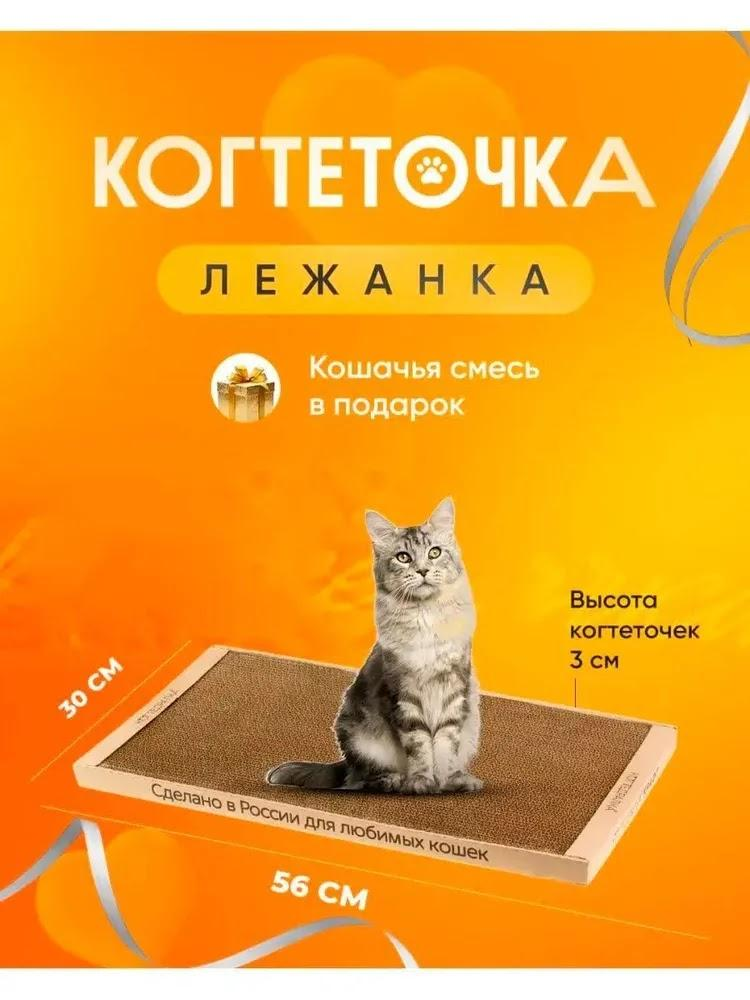 КОГТЕТОЧКА
ЛЕЖАНКА
Кошачья смесь
в подарок
Высота
когтеточек
3 см
30 СМ
Сделано в России для любимых кошек
56 СМ